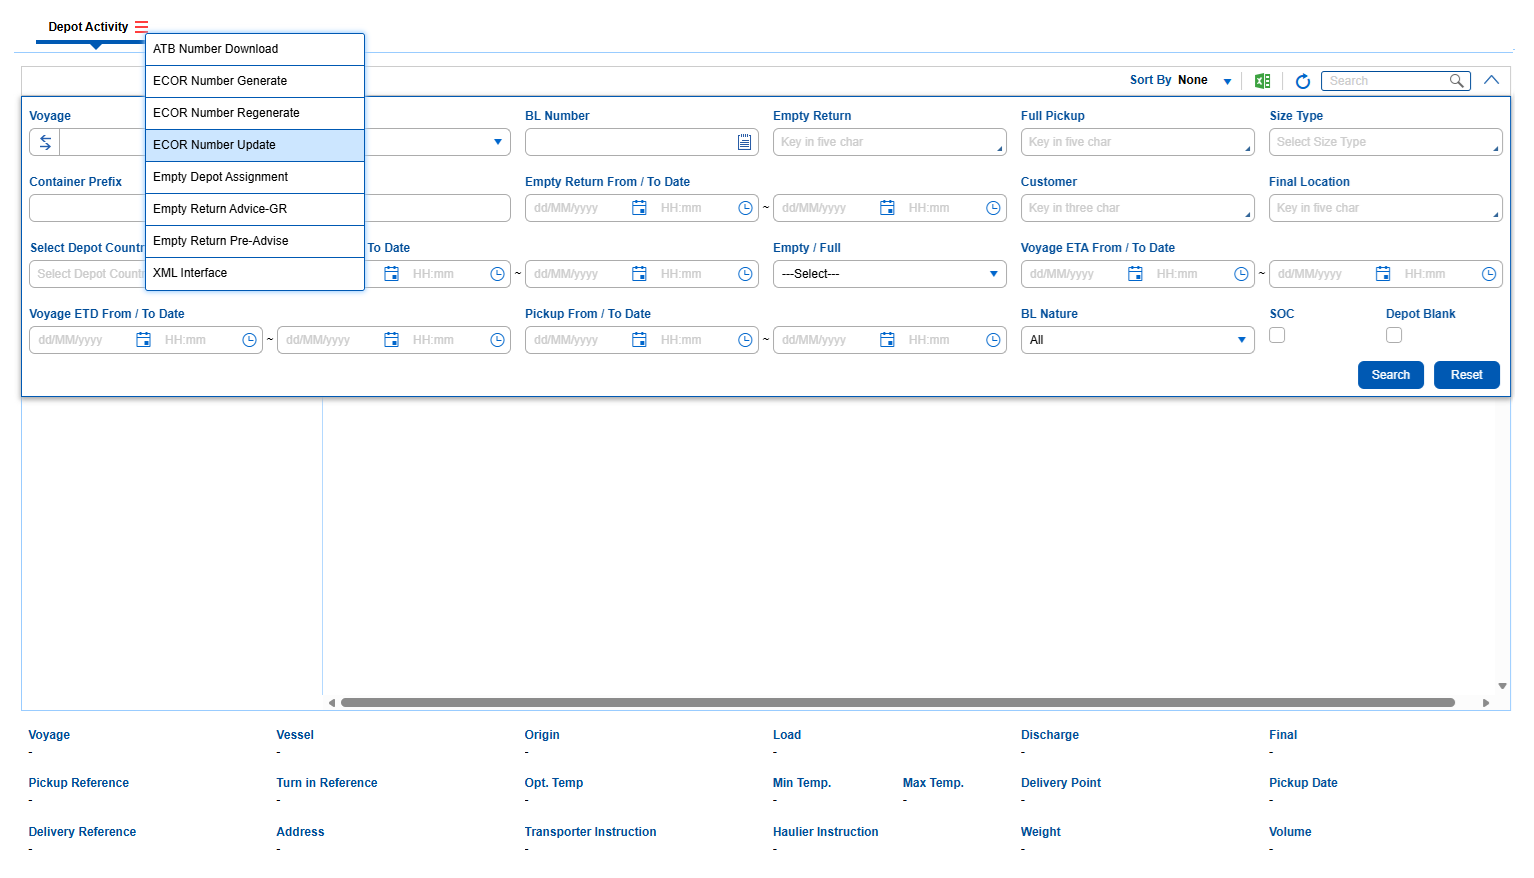 Depot Activity
ATB Number Download
ECOR Number Generate
ECOR Number Regenerate
ECOR Number Update
Empty Depot Assignment
Empty Return Advice-GR
Empty Return Pre-Advise
XML Interface
Sort By None
Search
Voyage
BL Number
Empty Return
Full Pickup
Size Type
Key in five char
Key in five char
Select Size Type
Container Prefix
Empty Return From / To Date
Customer
Final Location
dd/MM/yyyy HH:mm ~ dd/MM/yyyy HH:mm
Key in three char
Key in five char
Select Depot Countr
To Date
Empty / Full
Voyage ETA From / To Date
Select Depot Countr
HH:mm ~ dd/MM/yyyy HH:mm
---Select---
dd/MM/yyyy HH:mm ~ dd/MM/yyyy HH:mm
Voyage ETD From / To Date
Pickup From / To Date
BL Nature
SOC
Depot Blank
dd/MM/yyyy HH:mm ~ dd/MM/yyyy HH:mm
dd/MM/yyyy HH:mm ~ dd/MM/yyyy HH:mm
All
Search
Reset
Voyage
-
Vessel
-
Origin
-
Load
-
Discharge
-
Final
-
Pickup Reference
-
Turn in Reference
-
Opt. Temp
-
Min Temp.
-
Max Temp.
-
Delivery Point
-
Pickup Date
-
Delivery Reference
-
Address
-
Transporter Instruction
-
Haulier Instruction
-
Weight
-
Volume
-